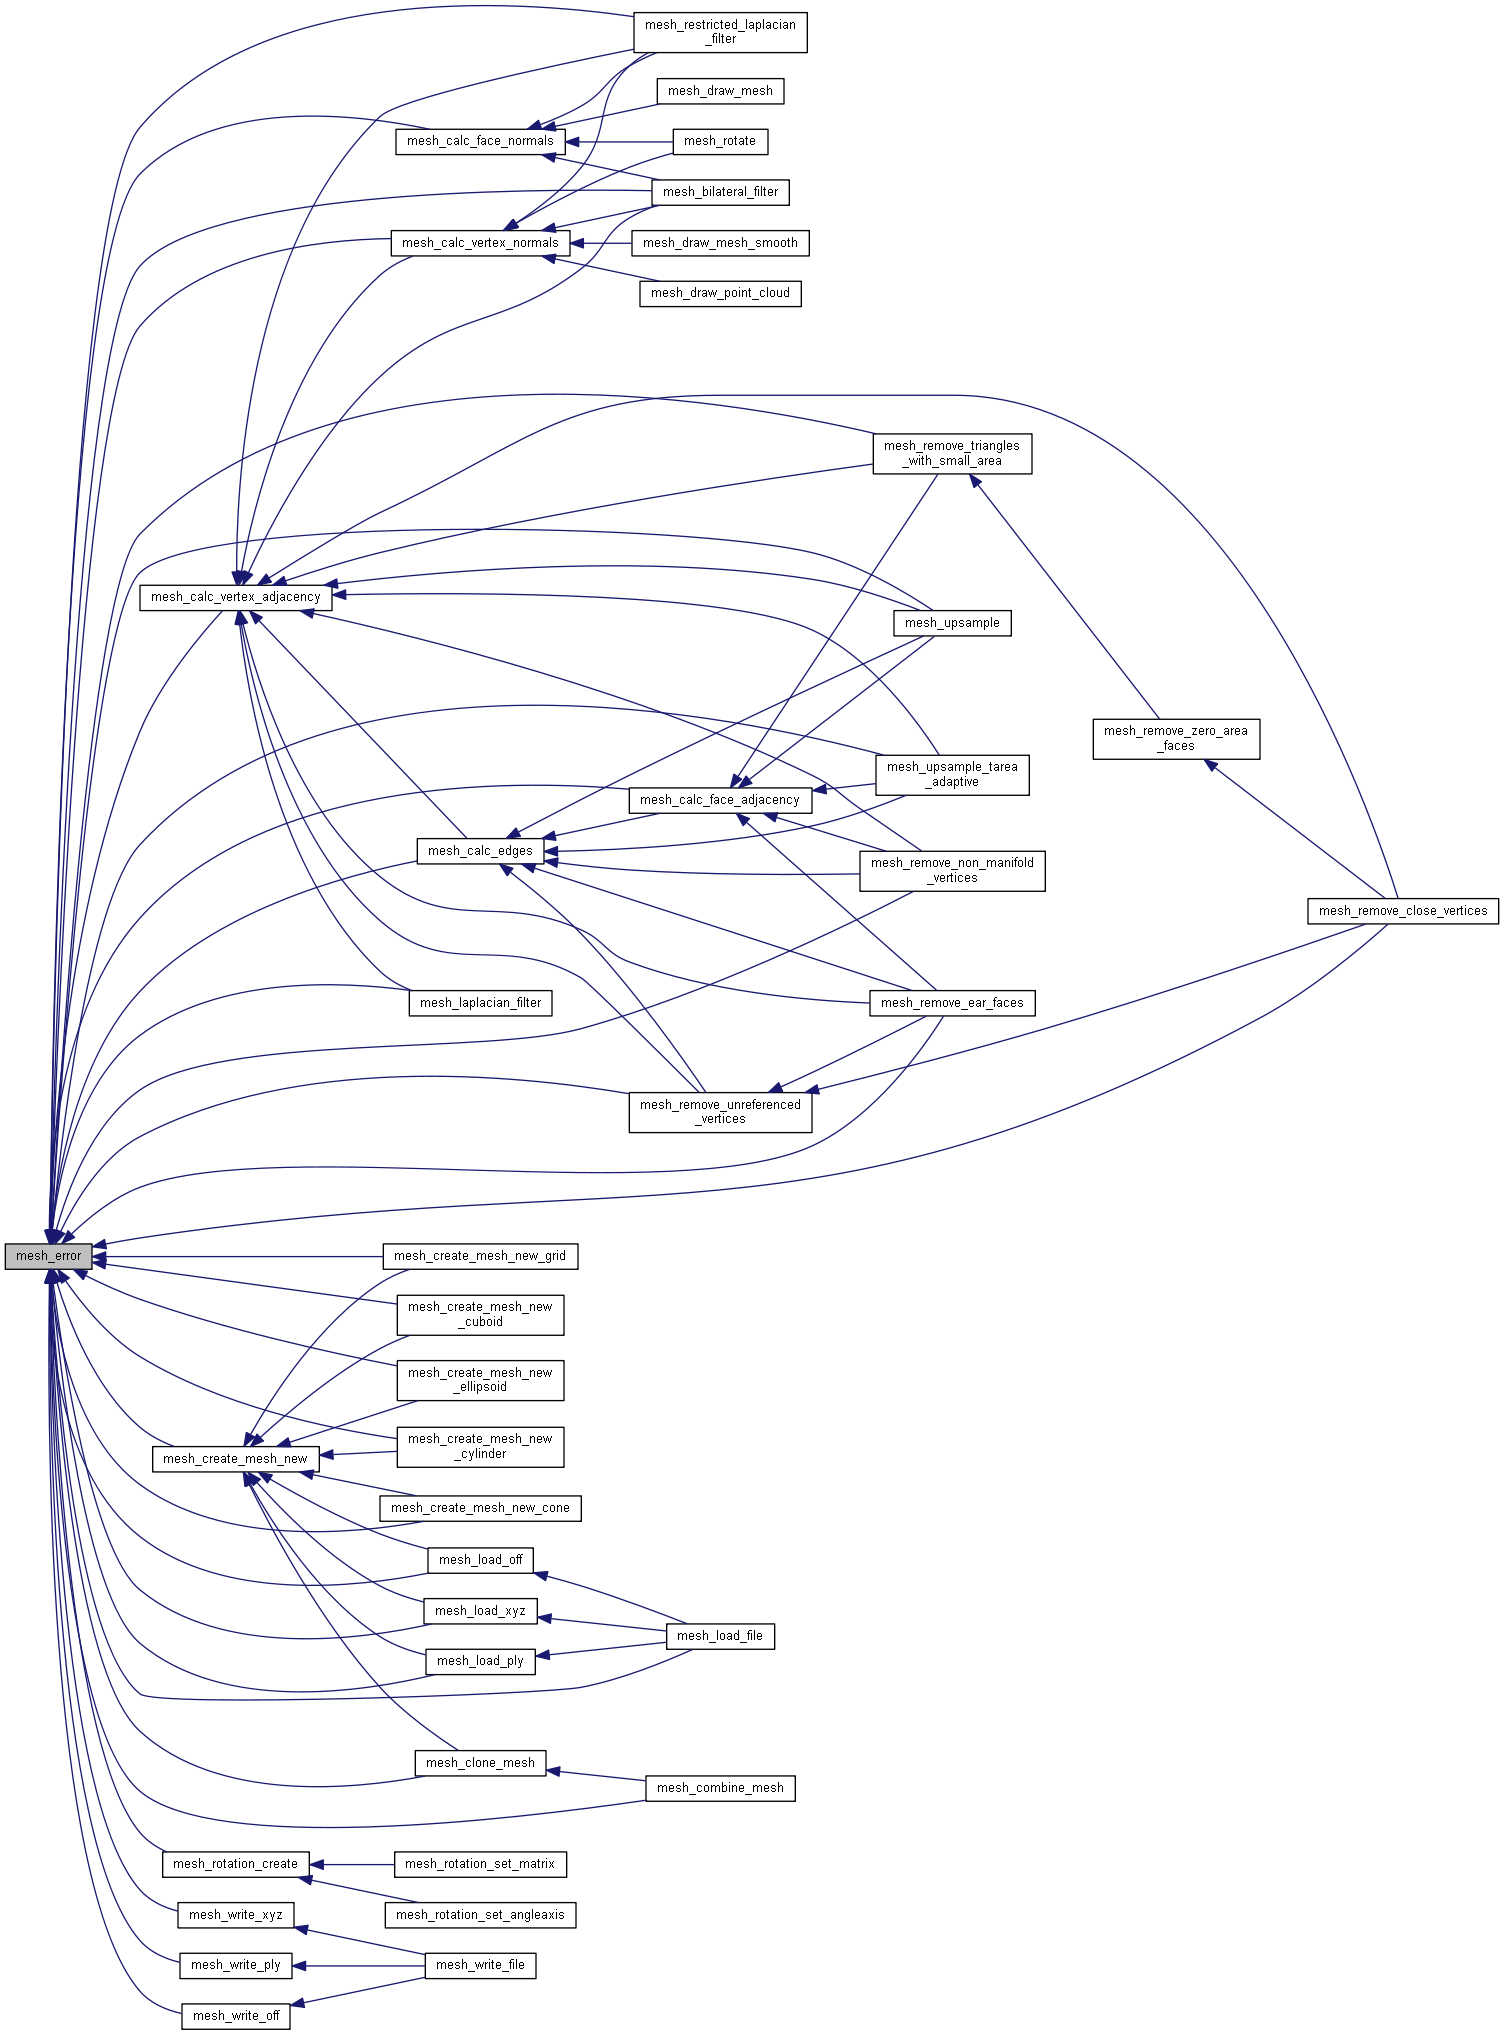 mesh_restricted_laplacian
_filter
mesh_draw_mesh
mesh_calc_face_normals
mesh_rotate
mesh_bilateral_filter
mesh_calc_vertex_normals
mesh_draw_mesh_smooth
mesh_draw_point_cloud
mesh_remove_triangles
_with_small_area
mesh_calc_vertex_adjacency
mesh_upsample
mesh_remove_zero_area
_faces
mesh_upsample_tarea
_adaptive
mesh_calc_face_adjacency
mesh_calc_edges
mesh_remove_non_manifold
_vertices
mesh_remove_close_vertices
mesh_laplacian_filter
mesh_remove_ear_faces
mesh_remove_unreferenced
_vertices
mesh_error
mesh_create_mesh_new_grid
mesh_create_mesh_new
_cuboid
mesh_create_mesh_new
_ellipsoid
mesh_create_mesh_new
_cylinder
mesh_create_mesh_new
mesh_create_mesh_new_cone
mesh_load_off
mesh_load_xyz
mesh_load_file
mesh_load_ply
mesh_clone_mesh
mesh_combine_mesh
mesh_rotation_create
mesh_rotation_set_matrix
mesh_write_xyz
mesh_rotation_set_angleaxis
mesh_write_ply
mesh_write_file
mesh_write_off